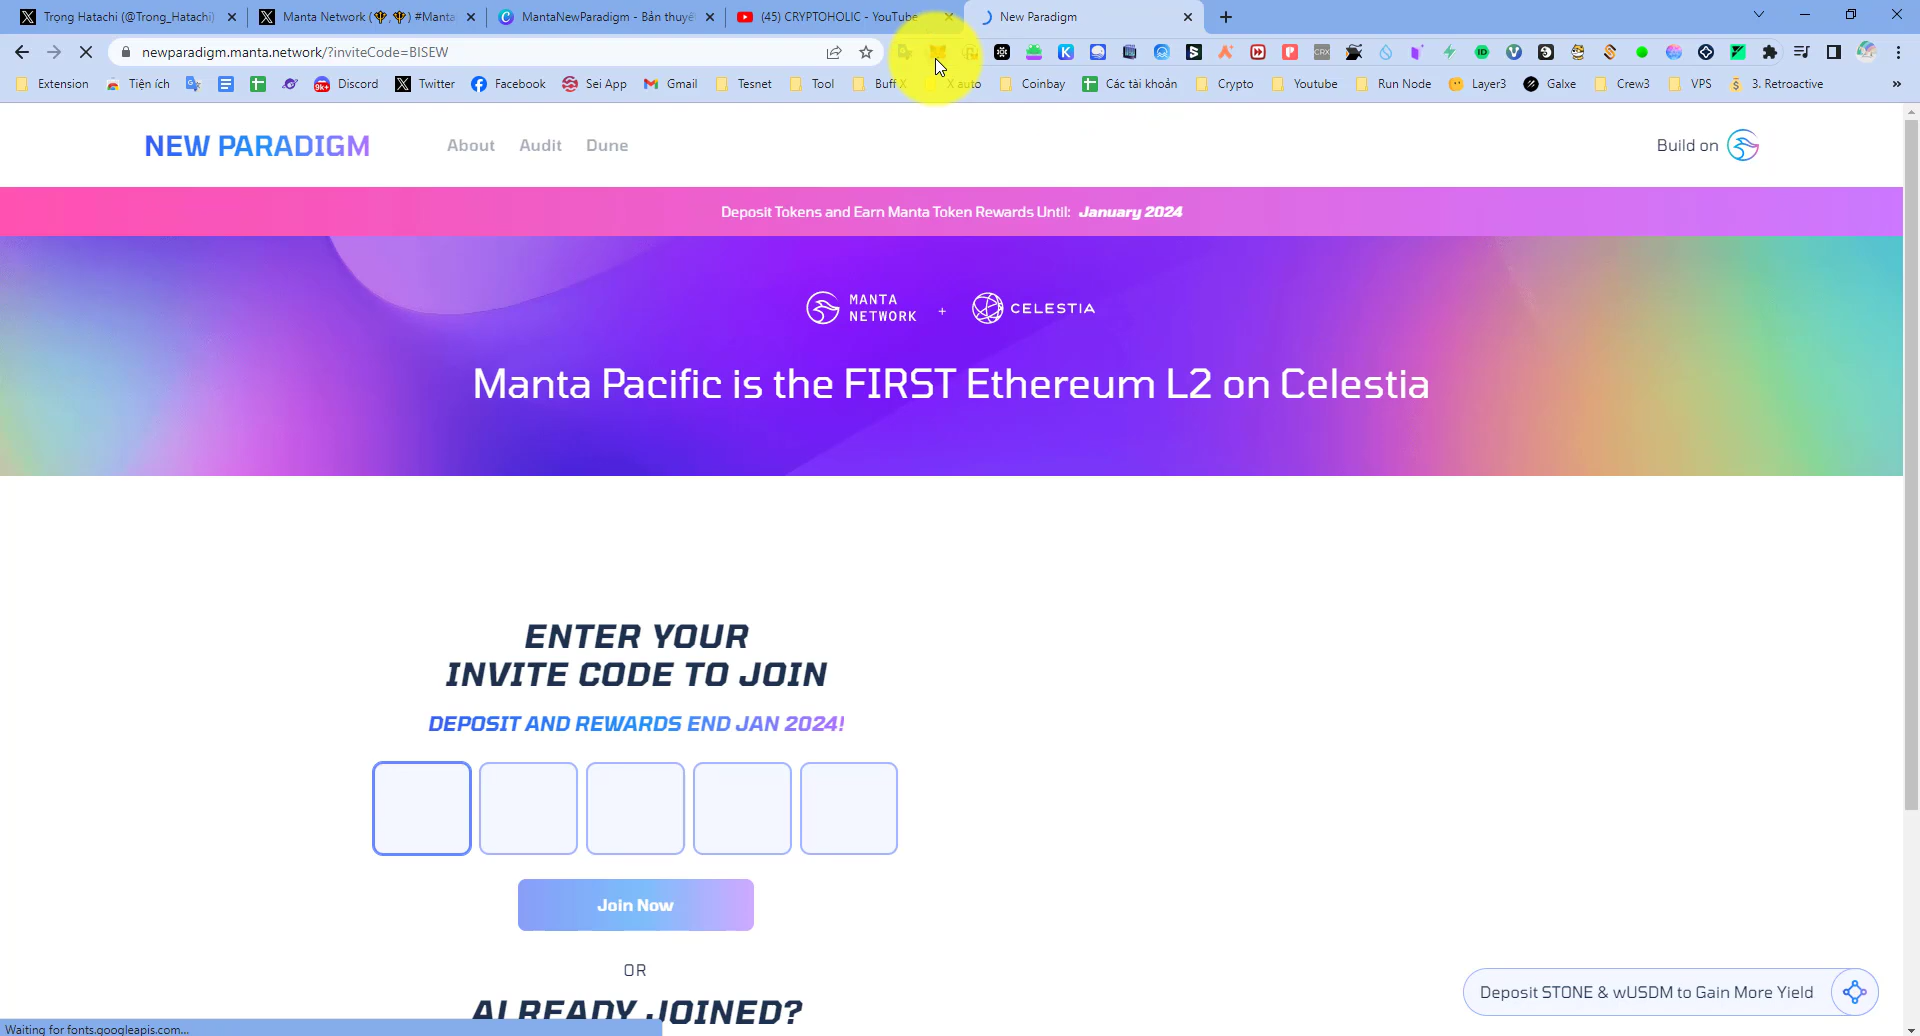 Trọng Hatachi (@Trong_Hatachi)
Manta Network (🔱,🔱) #Manta
MantaNewParadigm - Bản thuyế
(45) CRYPTOHOLIC - YouTube
New Paradigm
newparadigm.manta.network/?inviteCode=BISEW
Extension
Tiện ích
9K+
Discord
Twitter
Facebook
Sei App
Gmail
Tesnet
Tool
Buff X
X auto
Coinbay
Các tài khoản
Crypto
Youtube
Run Node
Layer3
Galxe
Crew3
VPS
3. Retroactive
NEW PARADIGM
About
Audit
Dune
Build on
Deposit Tokens and Earn Manta Token Rewards Until: January 2024
MANTA
NETWORK
+
CELESTIA
Manta Pacific is the FIRST Ethereum L2 on Celestia
ENTER YOUR
INVITE CODE TO JOIN
DEPOSIT AND REWARDS END JAN 2024!
Join Now
OR
ALREADY JOINED?
Deposit STONE & wUSDM to Gain More Yield
Waiting for fonts.googleapis.com...